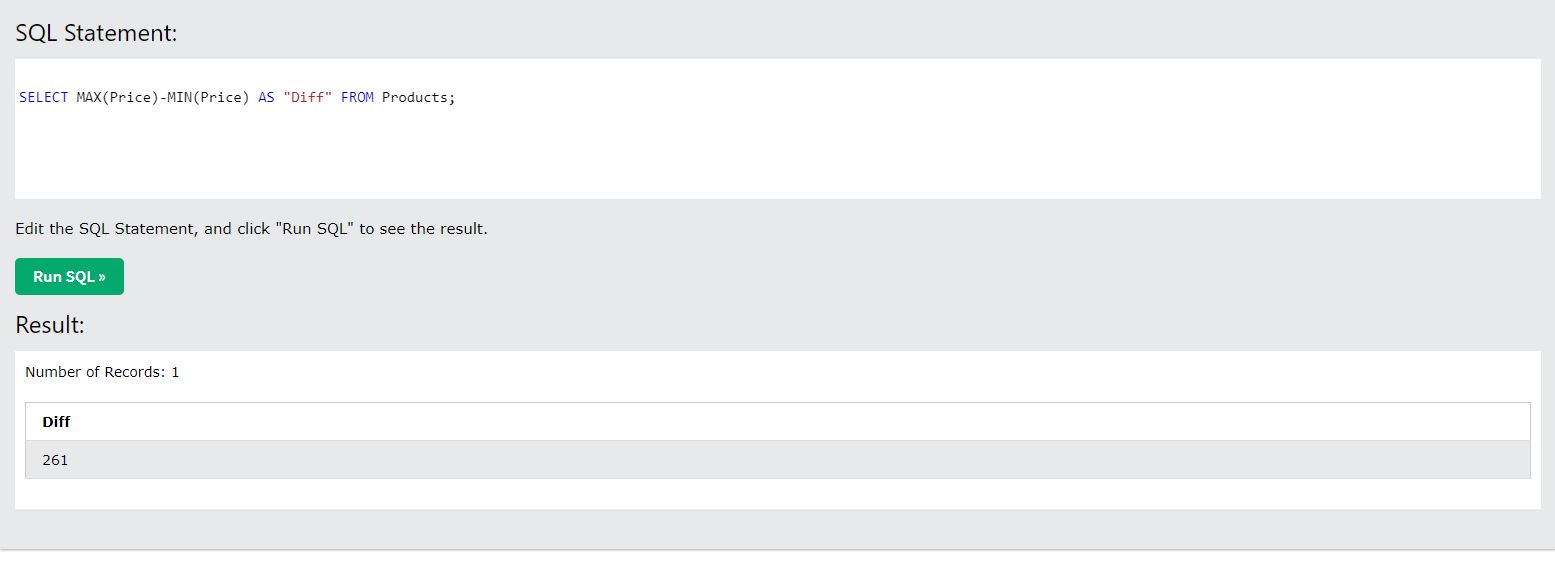 SQL Statement:
SELECT MAX(Price)-MIN(Price) AS "Diff" FROM Products;
Edit the SQL Statement, and click "Run SQL" to see the result.
Run SQL »
Result:
Number of Records: 1
Diff
261